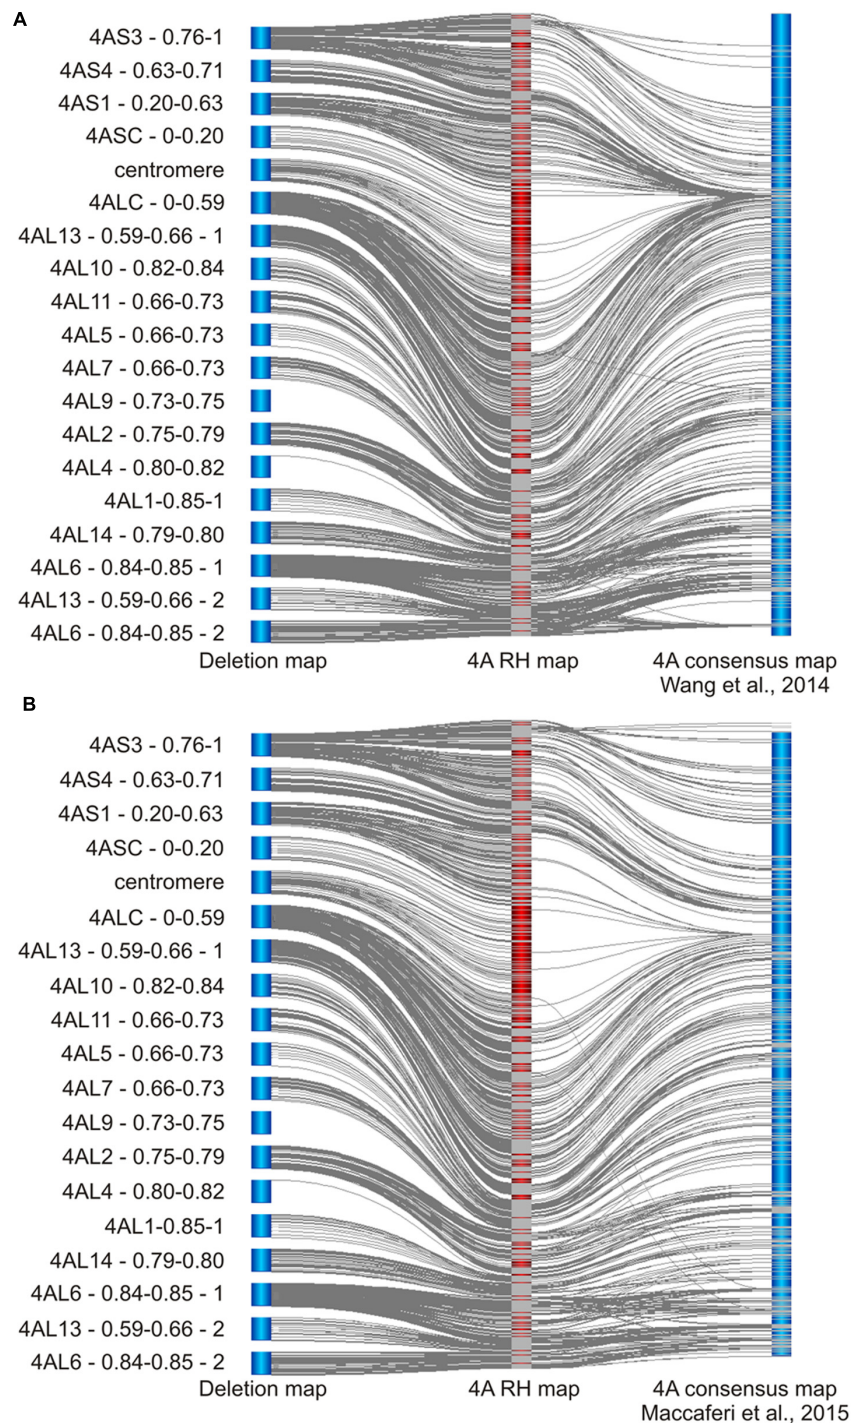 A
4AS3 - 0.76-1
4AS4 - 0.63-0.71
4AS1 - 0.20-0.63
4ASC - 0-0.20
centromere
4ALC - 0-0.59
4AL13 - 0.59-0.66 - 1
4AL10 - 0.82-0.84
4AL11 - 0.66-0.73
4AL5 - 0.66-0.73
4AL7 - 0.66-0.73
4AL9 - 0.73-0.75
4AL2 - 0.75-0.79
4AL4 - 0.80-0.82
4AL1-0.85-1
4AL14 - 0.79-0.80
4AL6 - 0.84-0.85 - 1
4AL13 - 0.59-0.66 - 2
4AL6 - 0.84-0.85 - 2
Deletion map
4A RH map
4A consensus map
Wang et al., 2014
B
4AS3 - 0.76-1
4AS4 - 0.63-0.71
4AS1 - 0.20-0.63
4ASC - 0-0.20
centromere
4ALC - 0-0.59
4AL13 - 0.59-0.66 - 1
4AL10 - 0.82-0.84
4AL11 - 0.66-0.73
4AL5 - 0.66-0.73
4AL7 - 0.66-0.73
4AL9 - 0.73-0.75
4AL2 - 0.75-0.79
4AL4 - 0.80-0.82
4AL1-0.85-1
4AL14 - 0.79-0.80
4AL6 - 0.84-0.85 - 1
4AL13 - 0.59-0.66 - 2
4AL6 - 0.84-0.85 - 2
Deletion map
4A RH map
4A consensus map
Maccaferi et al., 2015